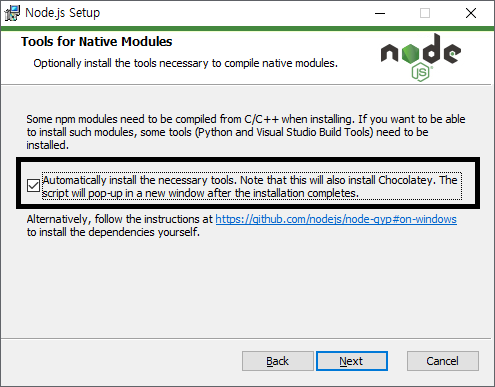 Node.js Setup
Tools for Native Modules
Optionally install the tools necessary to compile native modules.
node
JS
Some npm modules need to be compiled from C/C++ when installing. If you want to be able
to install such modules, some tools (Python and Visual Studio Build Tools) need to be
installed.
Automatically install the necessary tools. Note that this will also install Chocolatey. The
script will pop-up in a new window after the installation completes.
Alternatively, follow the instructions at https://github.com/nodejs/node-gyp#on-windows
to install the dependencies yourself.
Back Next Cancel